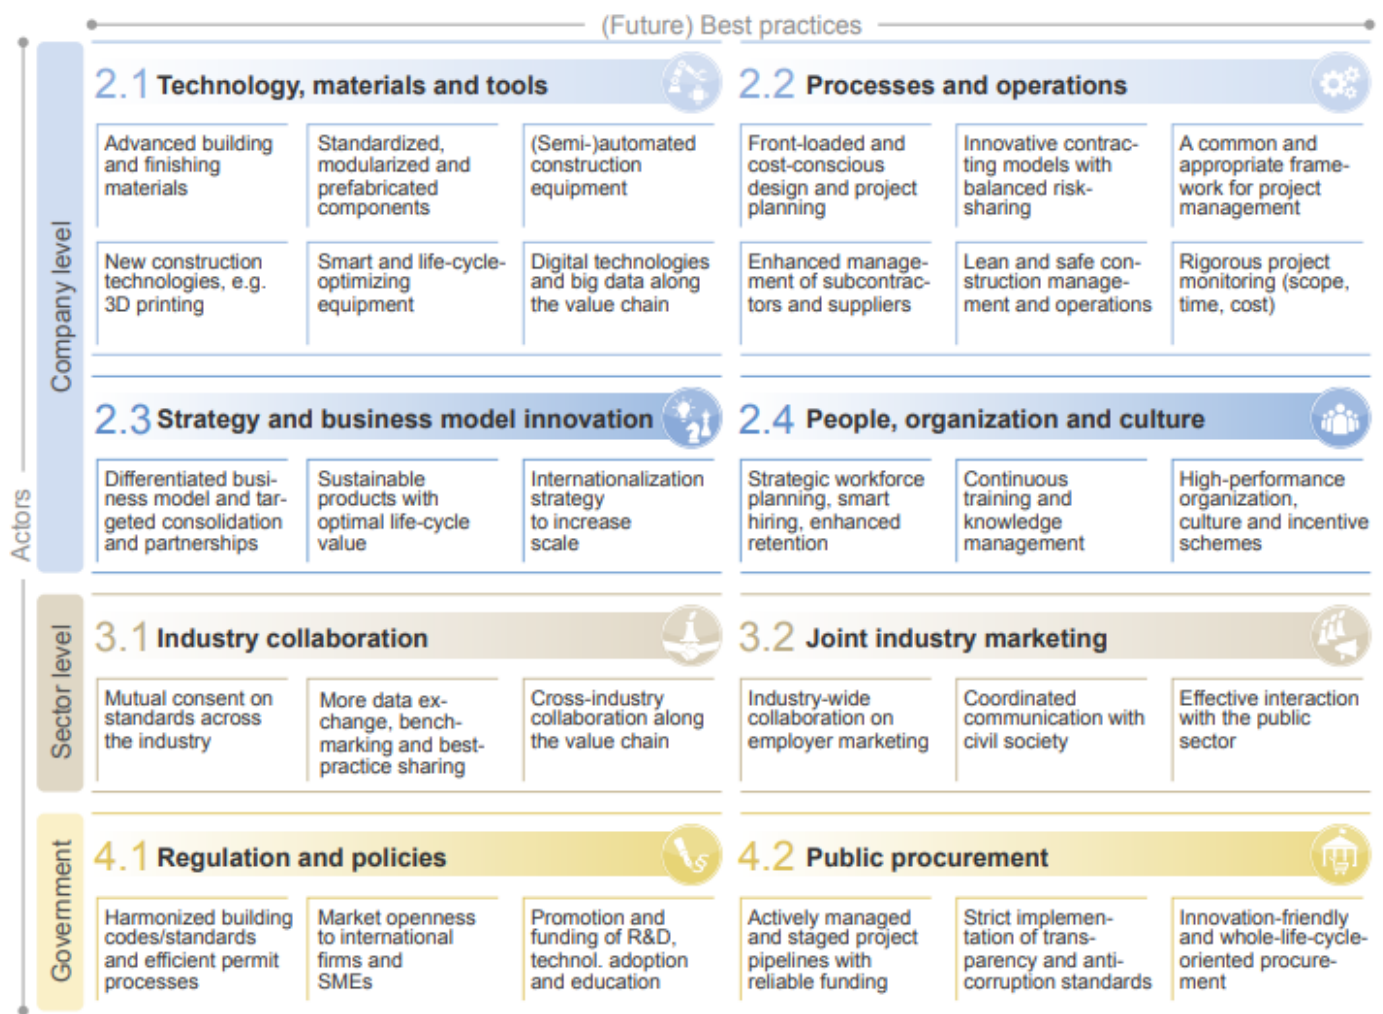 (Future) Best practices
Actors
Company level
2.1 Technology, materials and tools
Advanced building
and finishing
materials
Standardized,
modularized and
prefabricated
components
(Semi-)automated
construction
equipment
New construction
technologies, e.g.
3D printing
Smart and life-cycle-
optimizing
equipment
Digital technologies
and big data along
the value chain
2.2 Processes and operations
Front-loaded and
cost-conscious
design and project
planning
Innovative contrac-
ting models with
balanced risk-
sharing
A common and
appropriate frame-
work for project
management
Enhanced manage-
ment of subcontrac-
tors and suppliers
Lean and safe con-
struction manage-
ment and operations
Rigorous project
monitoring (scope,
time, cost)
2.3 Strategy and business model innovation
Differentiated busi-
ness model and tar-
geted consolidation
and partnerships
Sustainable
products with
optimal life-cycle
value
Internationalization
strategy
to increase
scale
2.4 People, organization and culture
Strategic workforce
planning, smart
hiring, enhanced
retention
Continuous
training and
knowledge
management
High-performance
organization,
culture and incentive
schemes
Sector level
3.1 Industry collaboration
Mutual consent on
standards across
the industry
More data ex-
change, bench-
marking and best-
practice sharing
Cross-industry
collaboration along
the value chain
3.2 Joint industry marketing
Industry-wide
collaboration on
employer marketing
Coordinated
communication with
civil society
Effective interaction
with the public
sector
Government
4.1 Regulation and policies
§
Harmonized building
codes/standards
and efficient permit
processes
Market openness
to international
firms and
SMEs
Promotion and
funding of R&D,
technol. adoption
and education
4.2 Public procurement
Actively managed
and staged project
pipelines with
reliable funding
Strict implemen-
tation of trans-
parency and anti-
corruption standards
Innovation-friendly
and whole-life-cycle-
oriented procure-
ment